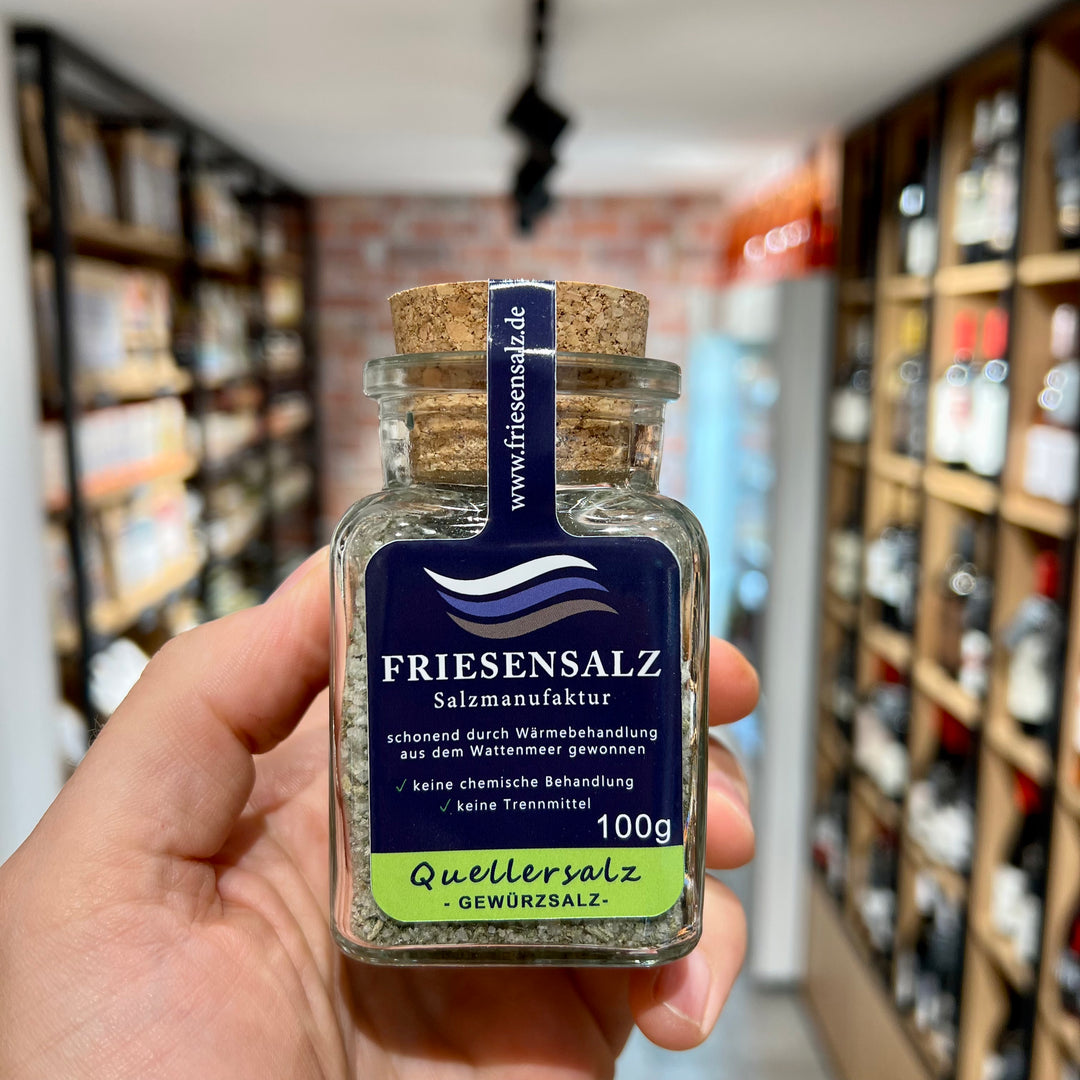 www.friesensalz.de
FRIESENSALZ
Salzmanufaktur
schonend durch Wärmebehandlung
aus dem Wattenmeer gewonnen
✓ keine chemische Behandlung
✓ keine Trennmittel
100g
Quellersalz
- GEWÜRZSALZ-